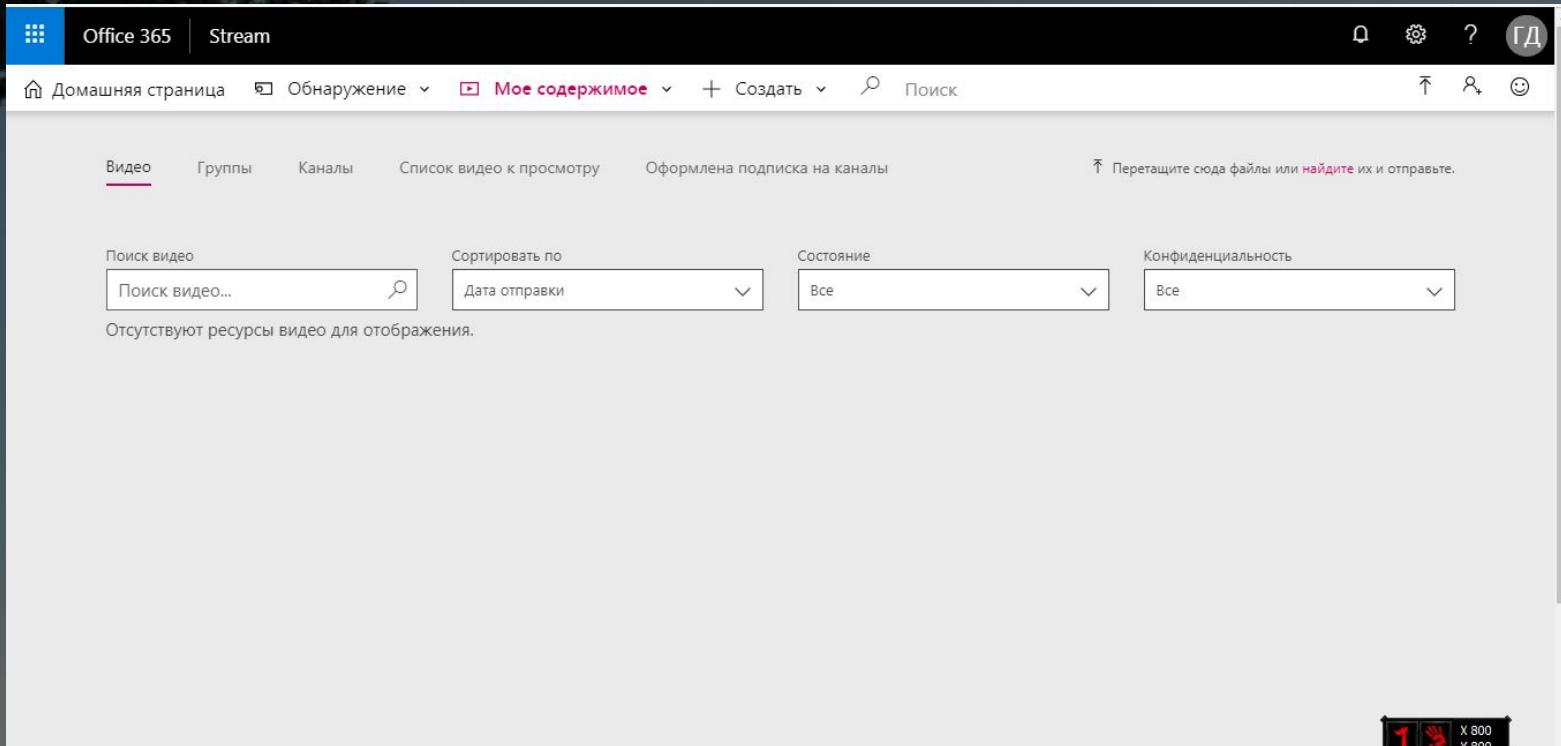 Office 365 Stream ГД
Домашняя страница Обнаружение Мое содержимое Создать Поиск
Видео Группы Каналы Список видео к просмотру Оформлена подписка на каналы Перетащите сюда файлы или найдите их и отправьте.
Поиск видео Сортировать по Состояние Конфиденциальность
Поиск видео... Дата отправки Все Все
Отсутствуют ресурсы видео для отображения.
X 800
Y 800